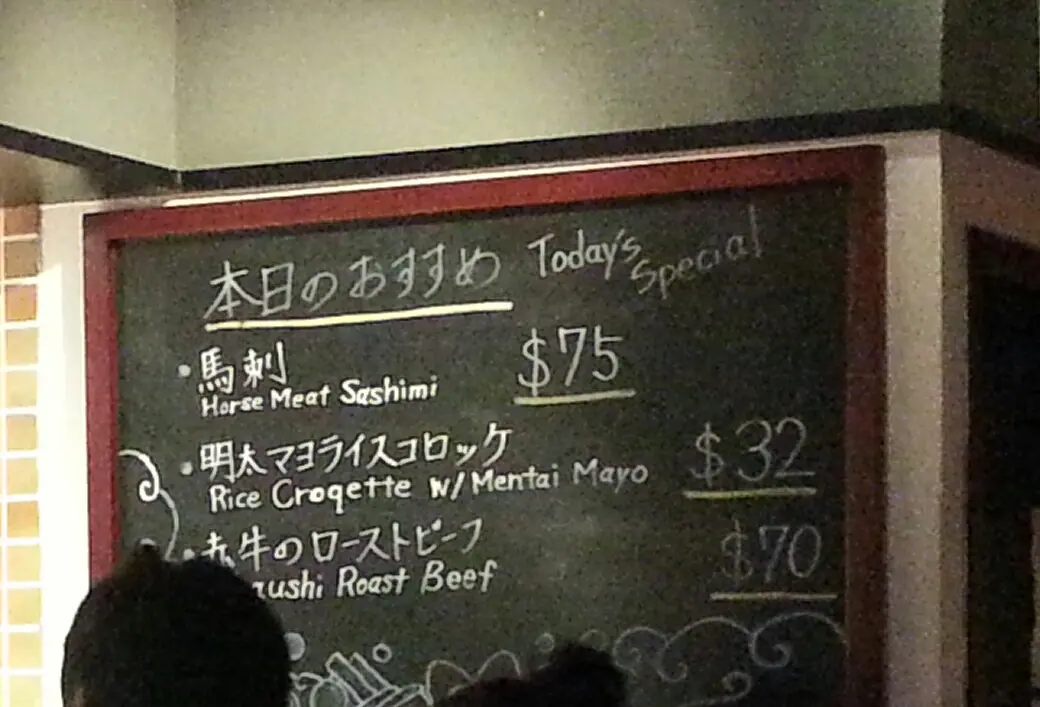 本日のおすすめ Today's Special
・馬刺 $75
Horse Meat Sashimi
・明太マヨライスコロッケ $32
Rice Croqette w/ Mentai Mayo
牛のローストビーフ $70
Roast Beef